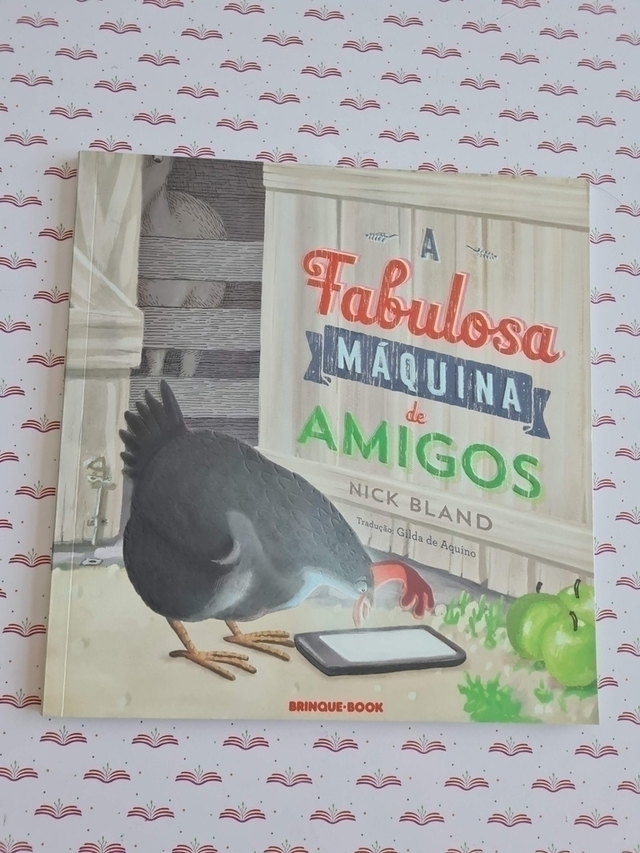 A
Fabulosa
MÁQUINA
de
AMIGOS
NICK BLAND
Tradução: Gilda de Aquino
BRINQUE-BOOK